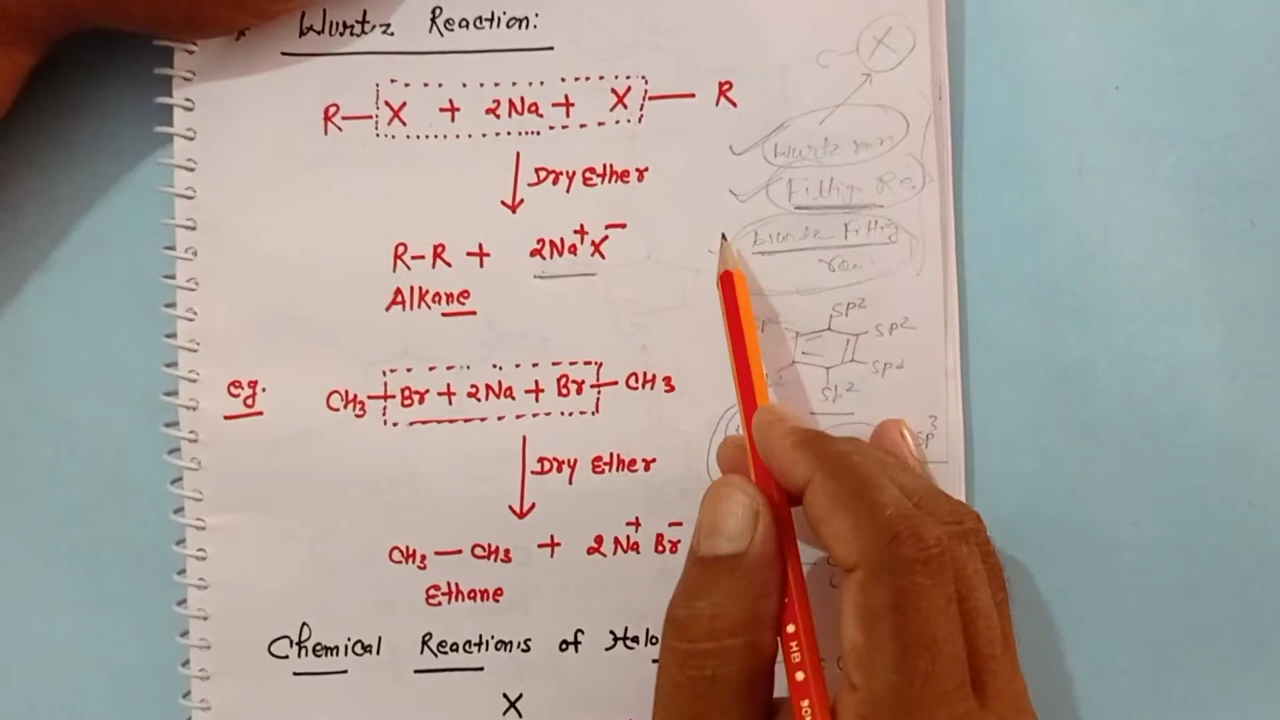 Wurtz Reaction:
R—X + 2Na + X—R
Dry Ether
R-R + 2Na⁺X⁻
Alkane
eg. CH3—Br + 2Na + Br—CH3
Dry Ether
CH3—CH3 + 2Na⁺Br⁻
Ethane
Chemical Reactions of Halo
X
C—X
Wurtz rxn
Fittig Re
Wurtz Fittig
rxn
SP2
SP2
SP2
SP2
SP3
HB